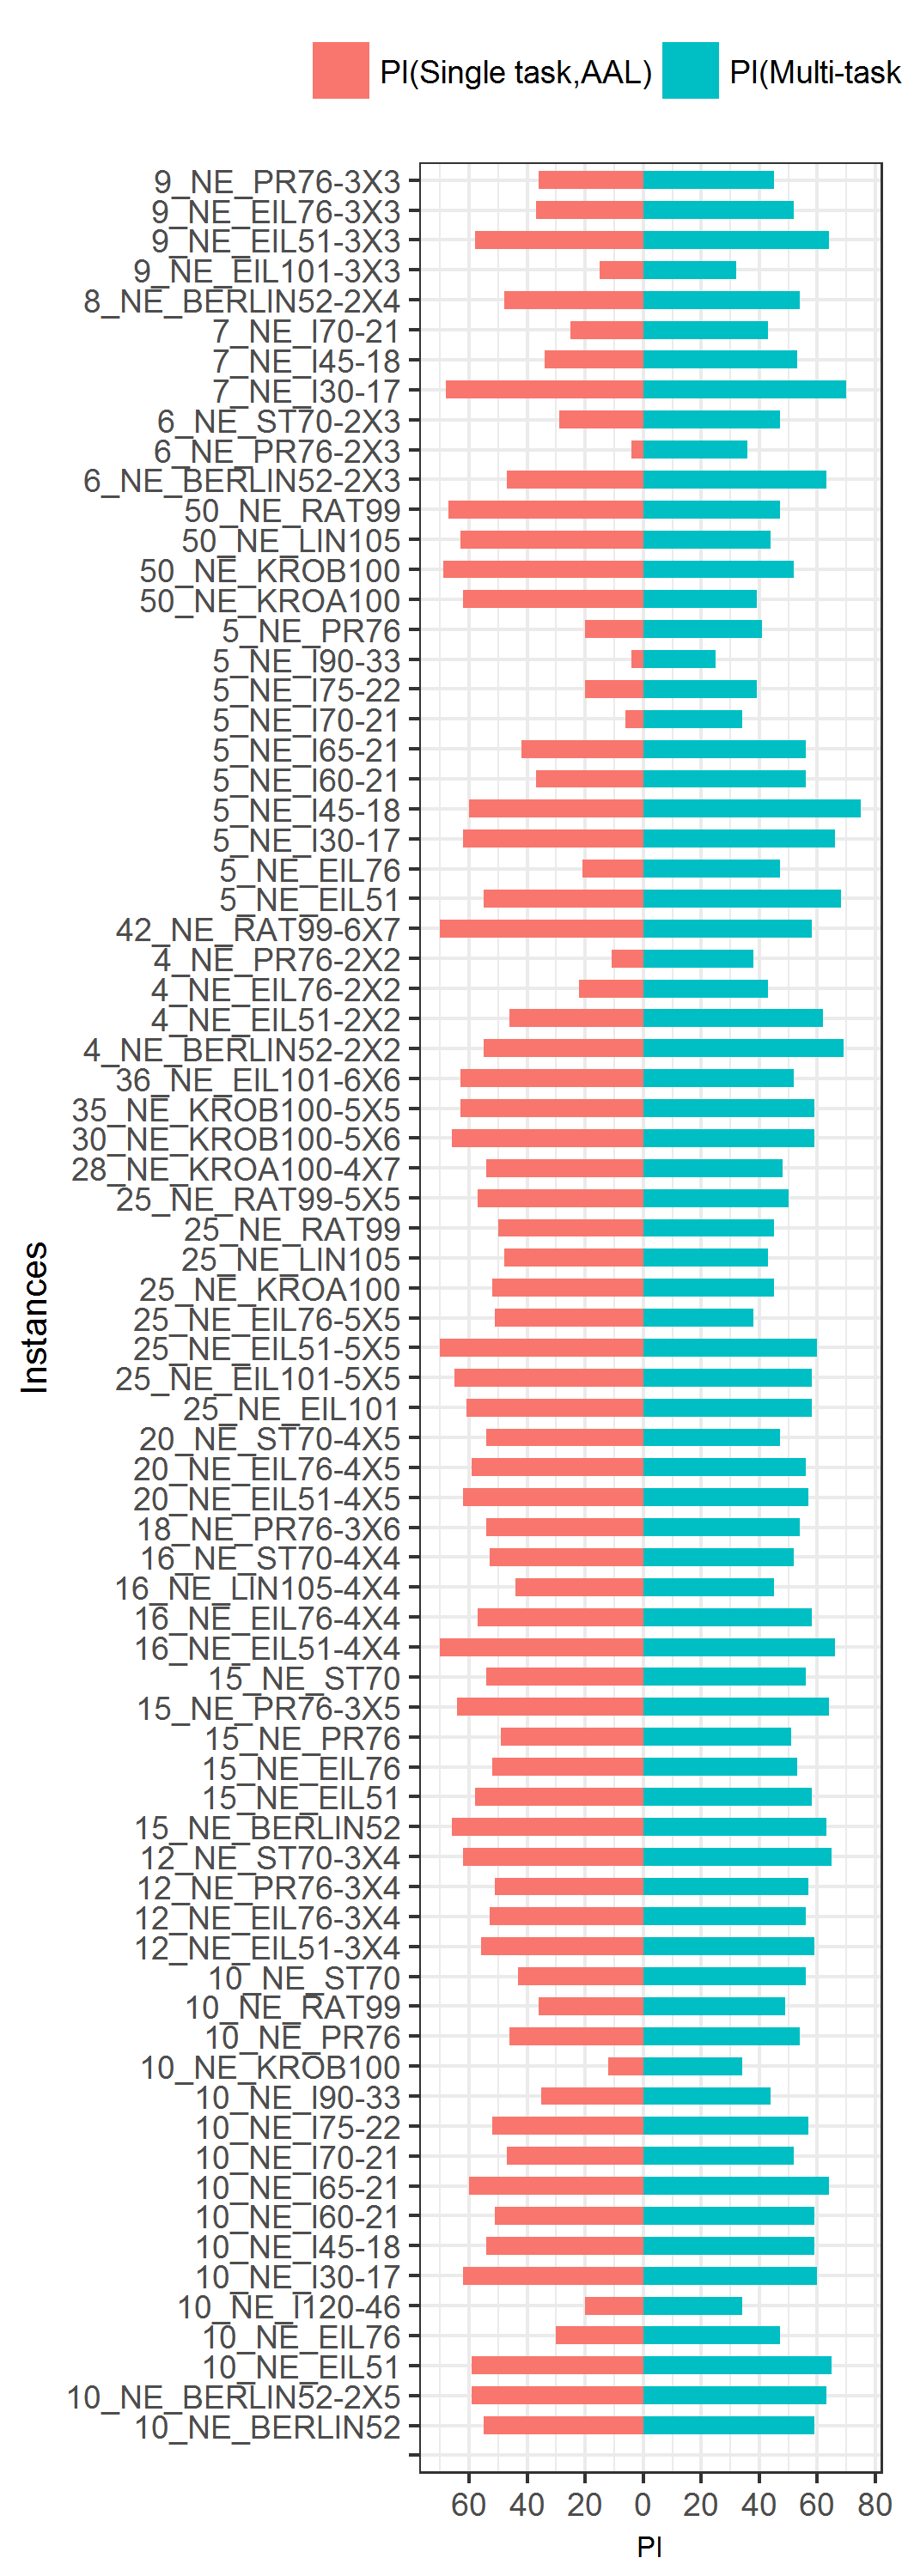 PI(Single task,AAL) PI(Multi-task
9_NE_PR76-3X3
9_NE_EIL76-3X3
9_NE_EIL51-3X3
9_NE_EIL101-3X3
8_NE_BERLIN52-2X4
7_NE_I70-21
7_NE_I45-18
7_NE_I30-17
6_NE_ST70-2X3
6_NE_PR76-2X3
6_NE_BERLIN52-2X3
50_NE_RAT99
50_NE_LIN105
50_NE_KROB100
50_NE_KROA100
5_NE_PR76
5_NE_I90-33
5_NE_I75-22
5_NE_I70-21
5_NE_I65-21
5_NE_I60-21
5_NE_I45-18
5_NE_I30-17
5_NE_EIL76
5_NE_EIL51
42_NE_RAT99-6X7
4_NE_PR76-2X2
4_NE_EIL76-2X2
4_NE_EIL51-2X2
4_NE_BERLIN52-2X2
36_NE_EIL101-6X6
35_NE_KROB100-5X5
30_NE_KROB100-5X6
28_NE_KROA100-4X7
25_NE_RAT99-5X5
25_NE_RAT99
25_NE_LIN105
25_NE_KROA100
25_NE_EIL76-5X5
25_NE_EIL51-5X5
25_NE_EIL101-5X5
25_NE_EIL101
20_NE_ST70-4X5
20_NE_EIL76-4X5
20_NE_EIL51-4X5
18_NE_PR76-3X6
16_NE_ST70-4X4
16_NE_LIN105-4X4
16_NE_EIL76-4X4
16_NE_EIL51-4X4
15_NE_ST70
15_NE_PR76-3X5
15_NE_PR76
15_NE_EIL76
15_NE_EIL51
15_NE_BERLIN52
12_NE_ST70-3X4
12_NE_PR76-3X4
12_NE_EIL76-3X4
12_NE_EIL51-3X4
10_NE_ST70
10_NE_RAT99
10_NE_PR76
10_NE_KROB100
10_NE_I90-33
10_NE_I75-22
10_NE_I70-21
10_NE_I65-21
10_NE_I60-21
10_NE_I45-18
10_NE_I30-17
10_NE_I120-46
10_NE_EIL76
10_NE_EIL51
10_NE_BERLIN52-2X5
10_NE_BERLIN52
Instances
60 40 20 0 20 40 60 80
PI